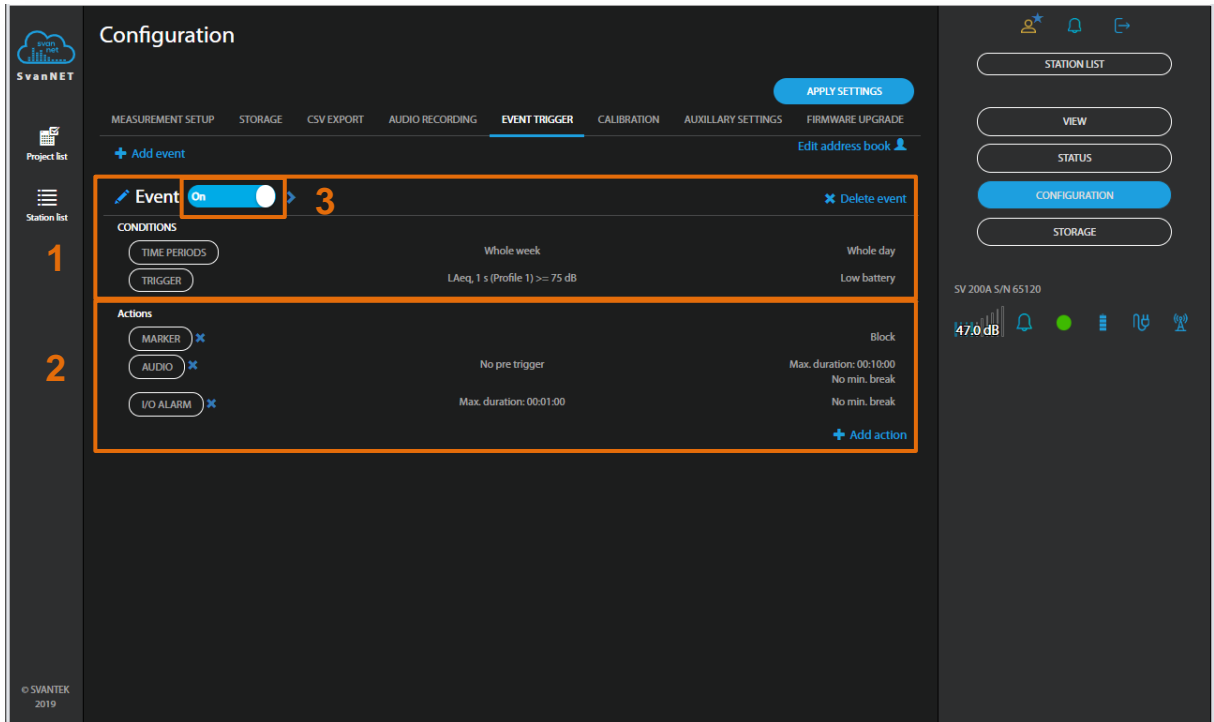 svan
net
SvanNET
Project list
Station list
1
2
© SVANTEK
2019
Configuration
APPLY SETTINGS
MEASUREMENT SETUP STORAGE CSV EXPORT AUDIO RECORDING EVENT TRIGGER CALIBRATION AUXILLARY SETTINGS FIRMWARE UPGRADE
Add event Edit address book
Event On 3 Delete event
CONDITIONS
TIME PERIODS Whole week Whole day
TRIGGER LAeq, 1 s (Profile 1) >= 75 dB Low battery
Actions
MARKER Block
AUDIO No pre trigger Max. duration: 00:10:00
No min. break
I/O ALARM Max. duration: 00:01:00 No min. break
Add action
STATION LIST
VIEW
STATUS
CONFIGURATION
STORAGE
SV 200A S/N 65120
47.0 dB